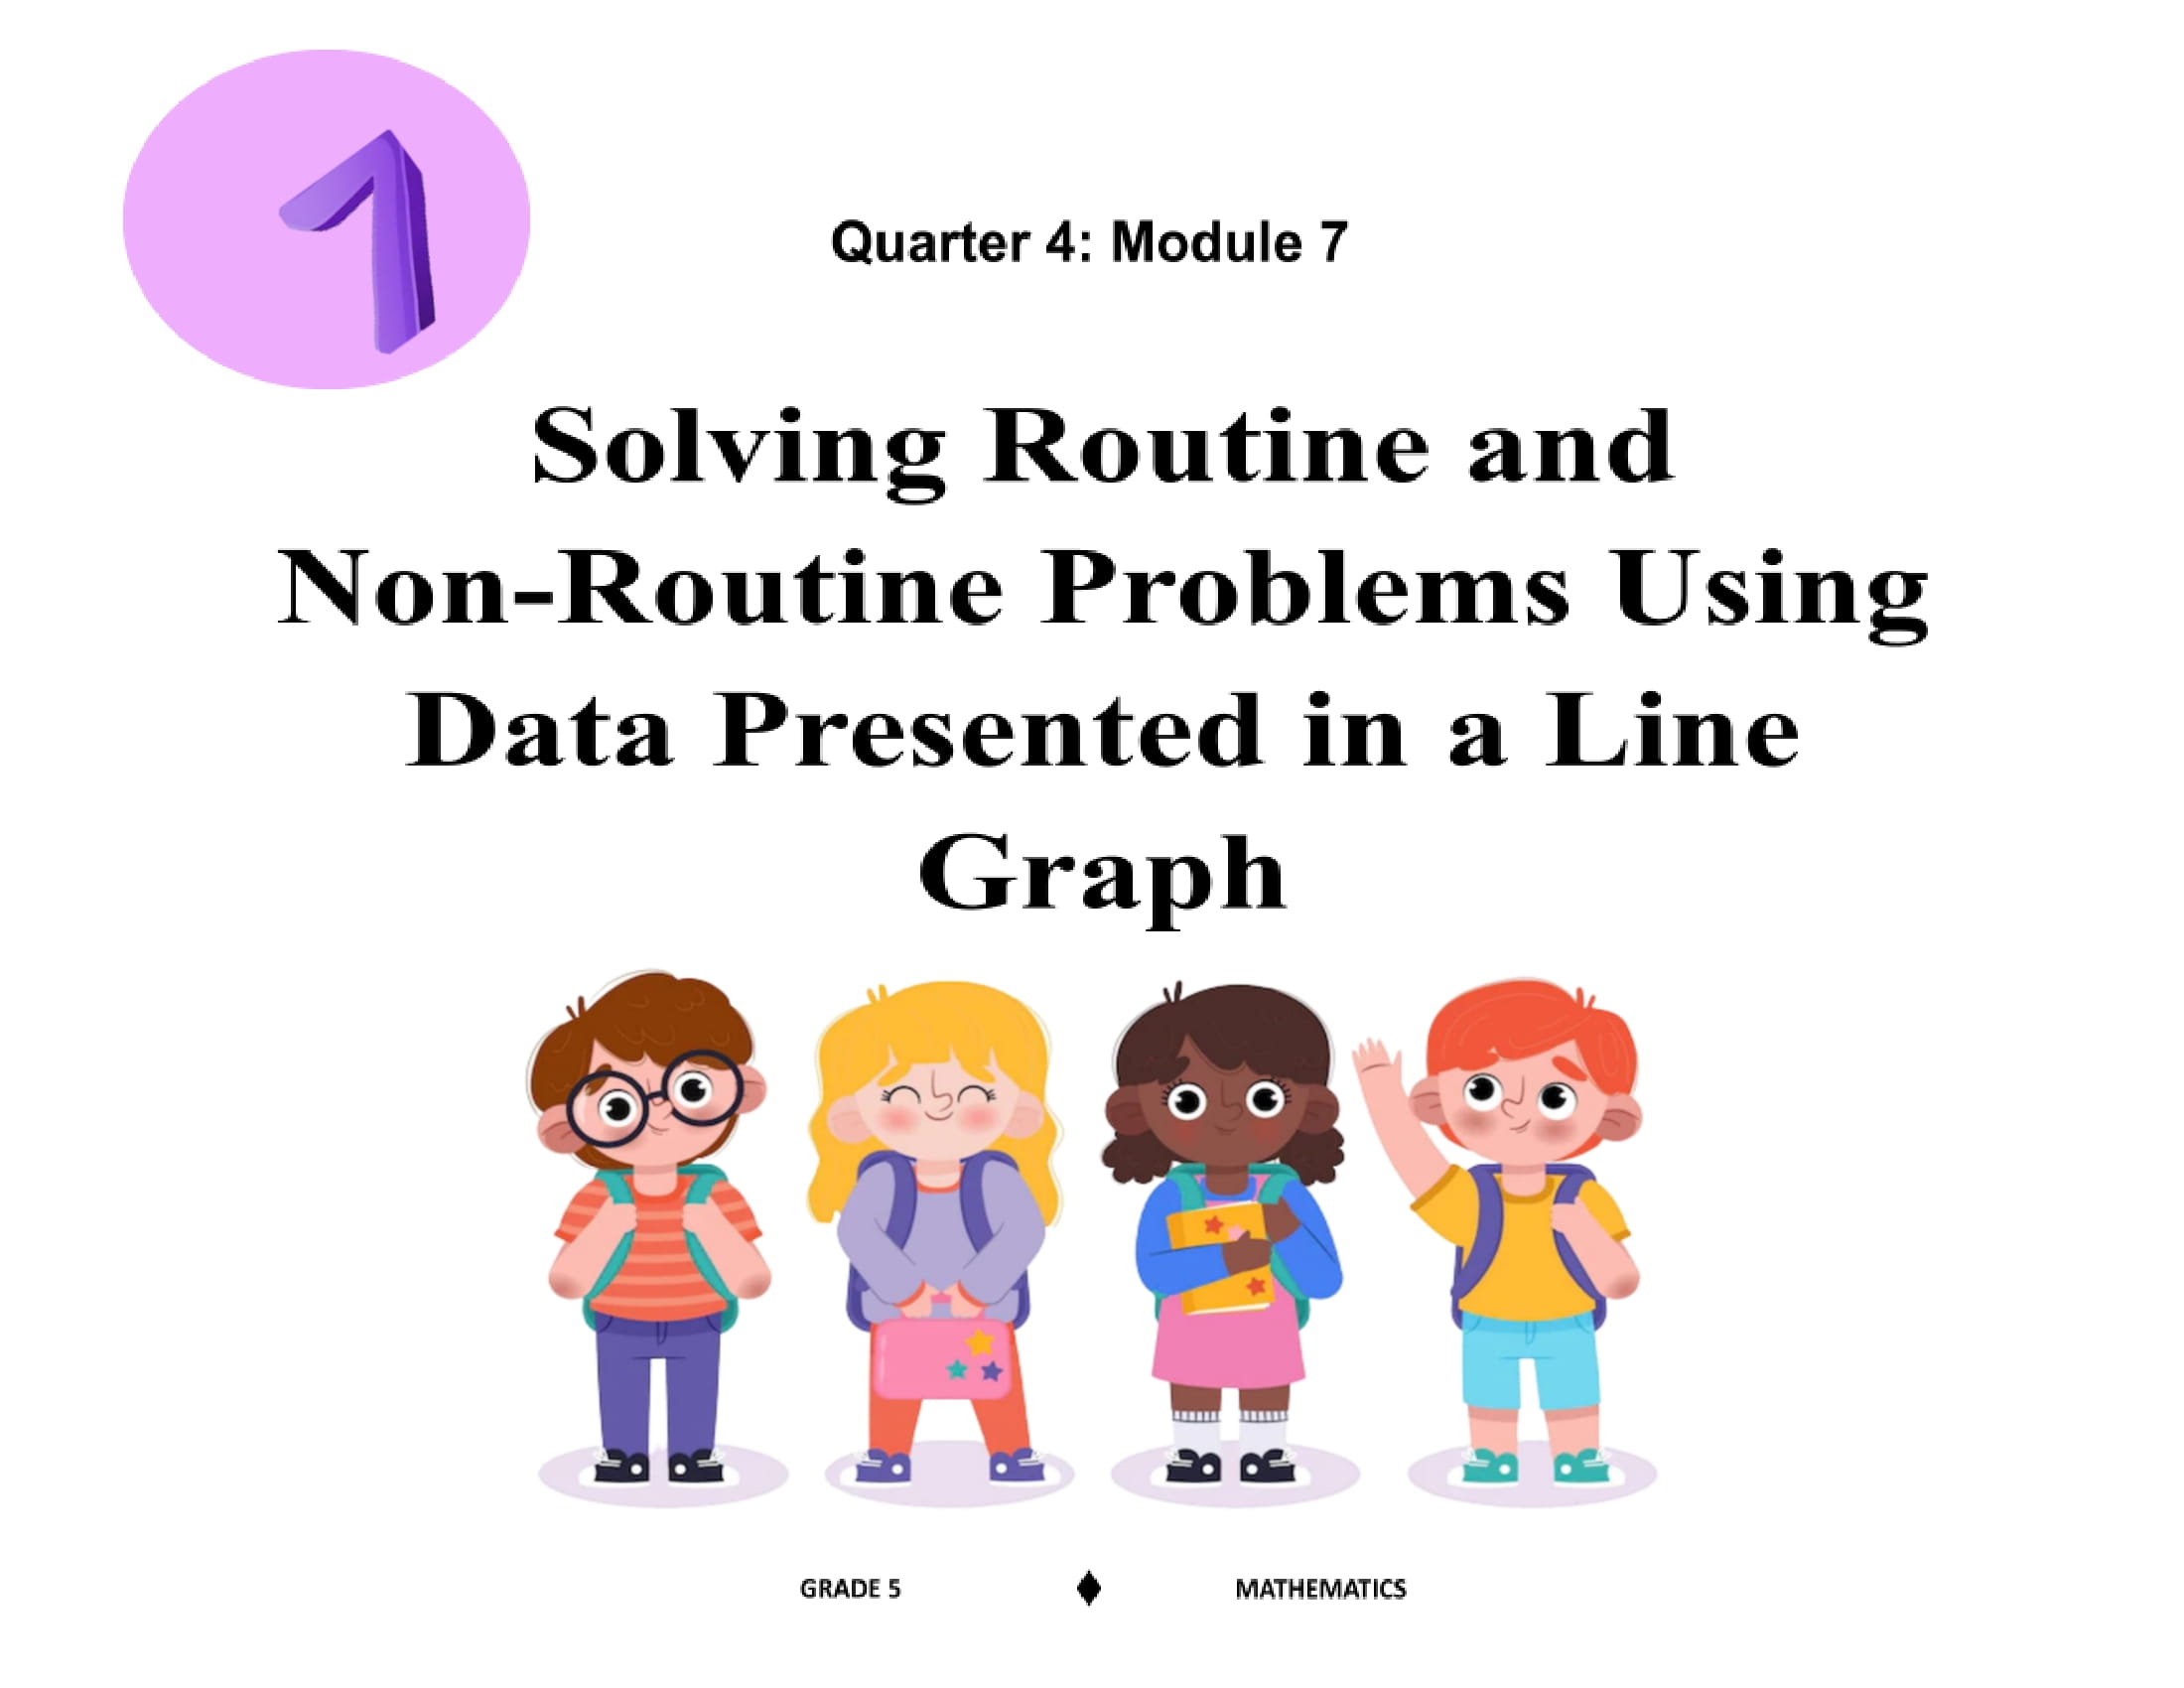 1
Quarter 4: Module 7
Solving Routine and
Non-Routine Problems Using
Data Presented in a Line
Graph
GRADE 5 ♦ MATHEMATICS